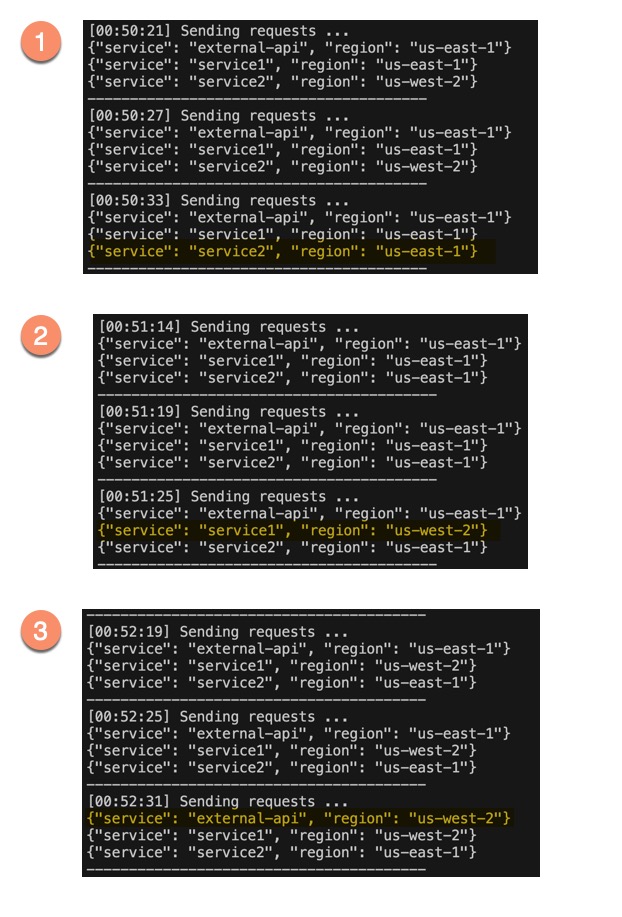 1
[00:50:21] Sending requests ...
{"service": "external-api", "region": "us-east-1"}
{"service": "service1", "region": "us-east-1"}
{"service": "service2", "region": "us-west-2"}
----------------------------------------
[00:50:27] Sending requests ...
{"service": "external-api", "region": "us-east-1"}
{"service": "service1", "region": "us-east-1"}
{"service": "service2", "region": "us-west-2"}
----------------------------------------
[00:50:33] Sending requests ...
{"service": "external-api", "region": "us-east-1"}
{"service": "service1", "region": "us-east-1"}
{"service": "service2", "region": "us-east-1"}
----------------------------------------
2
[00:51:14] Sending requests ...
{"service": "external-api", "region": "us-east-1"}
{"service": "service1", "region": "us-east-1"}
{"service": "service2", "region": "us-east-1"}
----------------------------------------
[00:51:19] Sending requests ...
{"service": "external-api", "region": "us-east-1"}
{"service": "service1", "region": "us-east-1"}
{"service": "service2", "region": "us-east-1"}
----------------------------------------
[00:51:25] Sending requests ...
{"service": "external-api", "region": "us-east-1"}
{"service": "service1", "region": "us-west-2"}
{"service": "service2", "region": "us-east-1"}
----------------------------------------
3
----------------------------------------
[00:52:19] Sending requests ...
{"service": "external-api", "region": "us-east-1"}
{"service": "service1", "region": "us-west-2"}
{"service": "service2", "region": "us-east-1"}
----------------------------------------
[00:52:25] Sending requests ...
{"service": "external-api", "region": "us-east-1"}
{"service": "service1", "region": "us-west-2"}
{"service": "service2", "region": "us-east-1"}
----------------------------------------
[00:52:31] Sending requests ...
{"service": "external-api", "region": "us-west-2"}
{"service": "service1", "region": "us-west-2"}
{"service": "service2", "region": "us-east-1"}
----------------------------------------